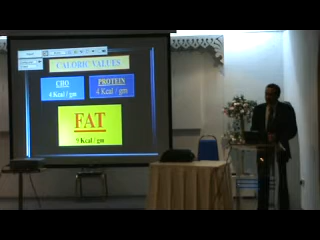 CALORIC VALUES
CHO
4 Kcal / gm
PROTEIN
4 Kcal / gm
FAT
9 Kcal / gm